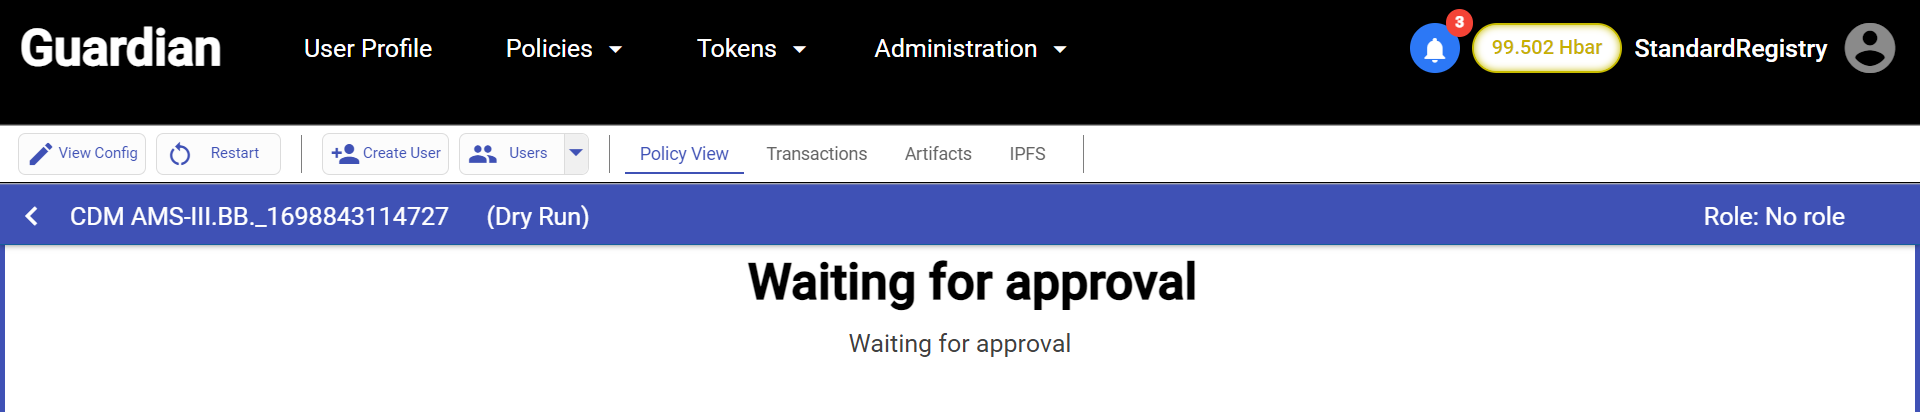 Guardian User Profile Policies Tokens Administration 3 99.502 Hbar StandardRegistry
View Config Restart Create User Users Policy View Transactions Artifacts IPFS
CDM AMS-III.BB._1698843114727 (Dry Run) Role: No role
Waiting for approval
Waiting for approval